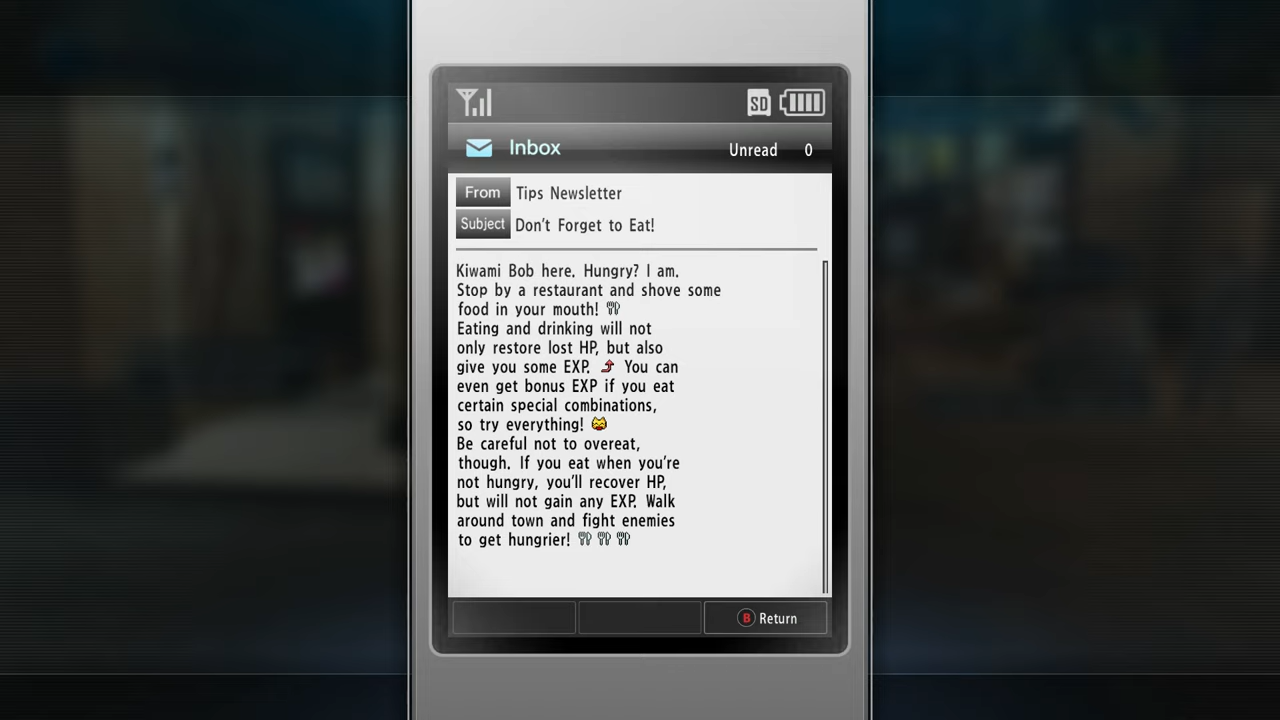 SD
Inbox
Unread 0
From Tips Newsletter
Subject Don't Forget to Eat!
Kiwami Bob here. Hungry? I am.
Stop by a restaurant and shove some
food in your mouth!
Eating and drinking will not
only restore lost HP, but also
give you some EXP. You can
even get bonus EXP if you eat
certain special combinations,
so try everything!
Be careful not to overeat,
though. If you eat when you're
not hungry, you'll recover HP,
but will not gain any EXP. Walk
around town and fight enemies
to get hungrier!
B Return